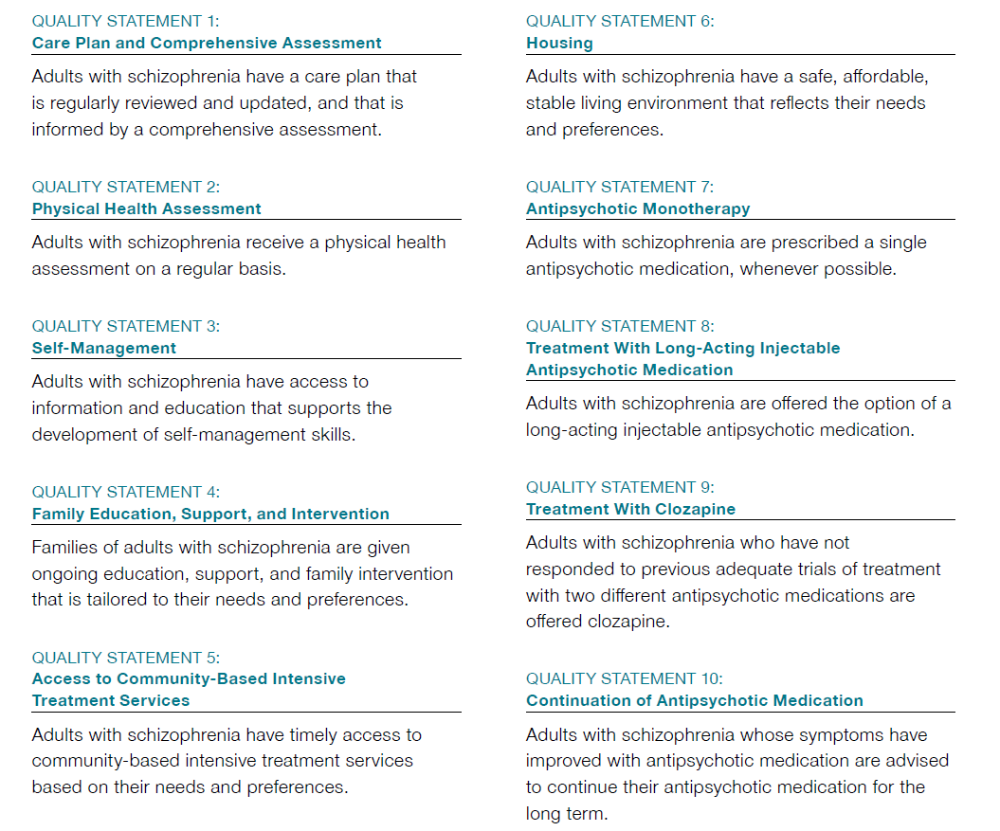 QUALITY STATEMENT 1:
Care Plan and Comprehensive Assessment
Adults with schizophrenia have a care plan that
is regularly reviewed and updated, and that is
informed by a comprehensive assessment.
QUALITY STATEMENT 2:
Physical Health Assessment
Adults with schizophrenia receive a physical health
assessment on a regular basis.
QUALITY STATEMENT 3:
Self-Management
Adults with schizophrenia have access to
information and education that supports the
development of self-management skills.
QUALITY STATEMENT 4:
Family Education, Support, and Intervention
Families of adults with schizophrenia are given
ongoing education, support, and family intervention
that is tailored to their needs and preferences.
QUALITY STATEMENT 5:
Access to Community-Based Intensive
Treatment Services
Adults with schizophrenia have timely access to
community-based intensive treatment services
based on their needs and preferences.
QUALITY STATEMENT 6:
Housing
Adults with schizophrenia have a safe, affordable,
stable living environment that reflects their needs
and preferences.
QUALITY STATEMENT 7:
Antipsychotic Monotherapy
Adults with schizophrenia are prescribed a single
antipsychotic medication, whenever possible.
QUALITY STATEMENT 8:
Treatment With Long-Acting Injectable
Antipsychotic Medication
Adults with schizophrenia are offered the option of a
long-acting injectable antipsychotic medication.
QUALITY STATEMENT 9:
Treatment With Clozapine
Adults with schizophrenia who have not
responded to previous adequate trials of treatment
with two different antipsychotic medications are
offered clozapine.
QUALITY STATEMENT 10:
Continuation of Antipsychotic Medication
Adults with schizophrenia whose symptoms have
improved with antipsychotic medication are advised
to continue their antipsychotic medication for the
long term.